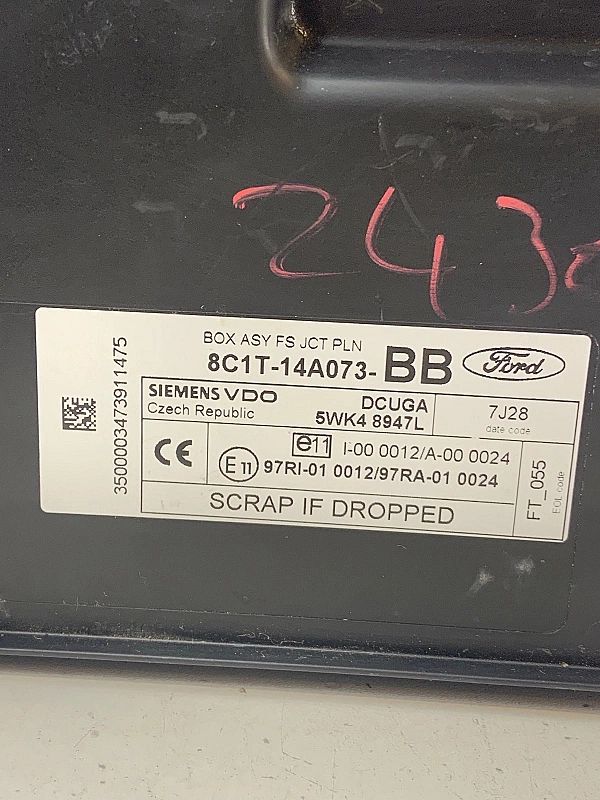 243
BOX ASY FS JCT PLN
8C1T-14A073-BB
Ford
3500003473911475
SIEMENS VDO
DCUGA
Czech Republic
5WK4 8947L
7J28
date code
CE
e11 I-00 0012/A-00 0024
E11 97RI-01 0012/97RA-01 0024
FT_055
EOL code
SCRAP IF DROPPED